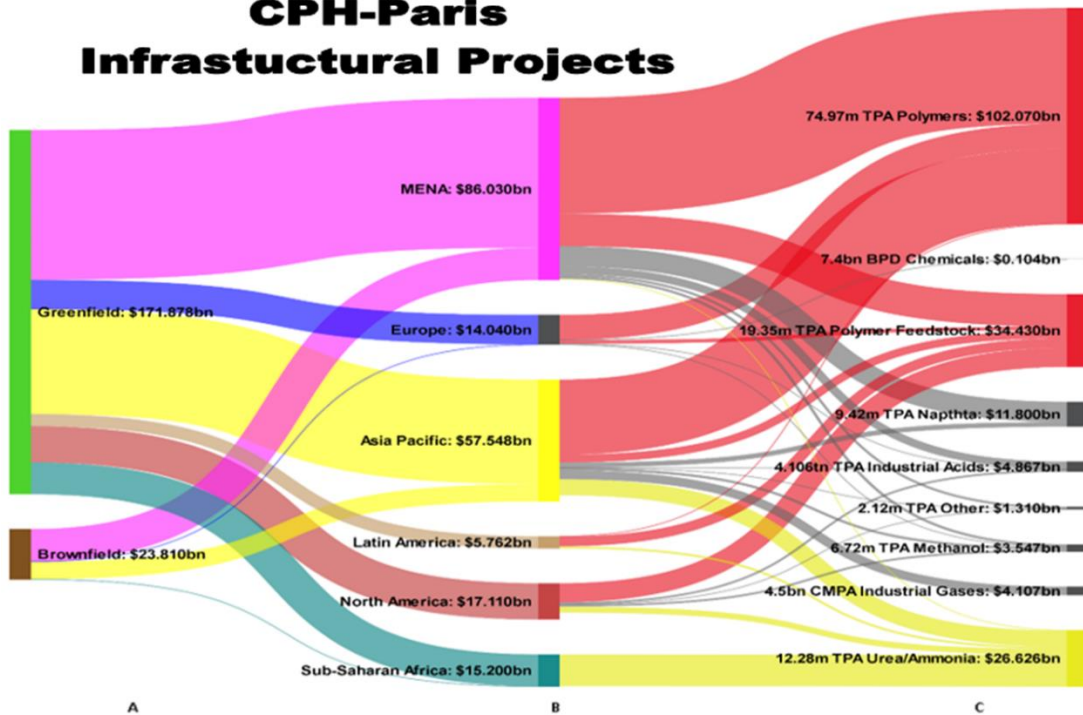 CPH-Paris
Infrastuctural Projects
Greenfield: $171.878bn
Brownfield: $23.810bn
MENA: $86.030bn
Europe: $14.040bn
Asia Pacific: $57.548bn
Latin America: $5.762bn
North America: $17.110bn
Sub-Saharan Africa: $15.200bn
74.97m TPA Polymers: $102.070bn
7.4bn BPD Chemicals: $0.104bn
19.35m TPA Polymer Feedstock: $34.430bn
9.42m TPA Napthta: $11.800bn
4.106tn TPA Industrial Acids: $4.867bn
2.12m TPA Other: $1.310bn
6.72m TPA Methanol: $3.547bn
4.5bn CMPA Industrial Gases: $4.107bn
12.28m TPA Urea/Ammonia: $26.626bn
A
B
C